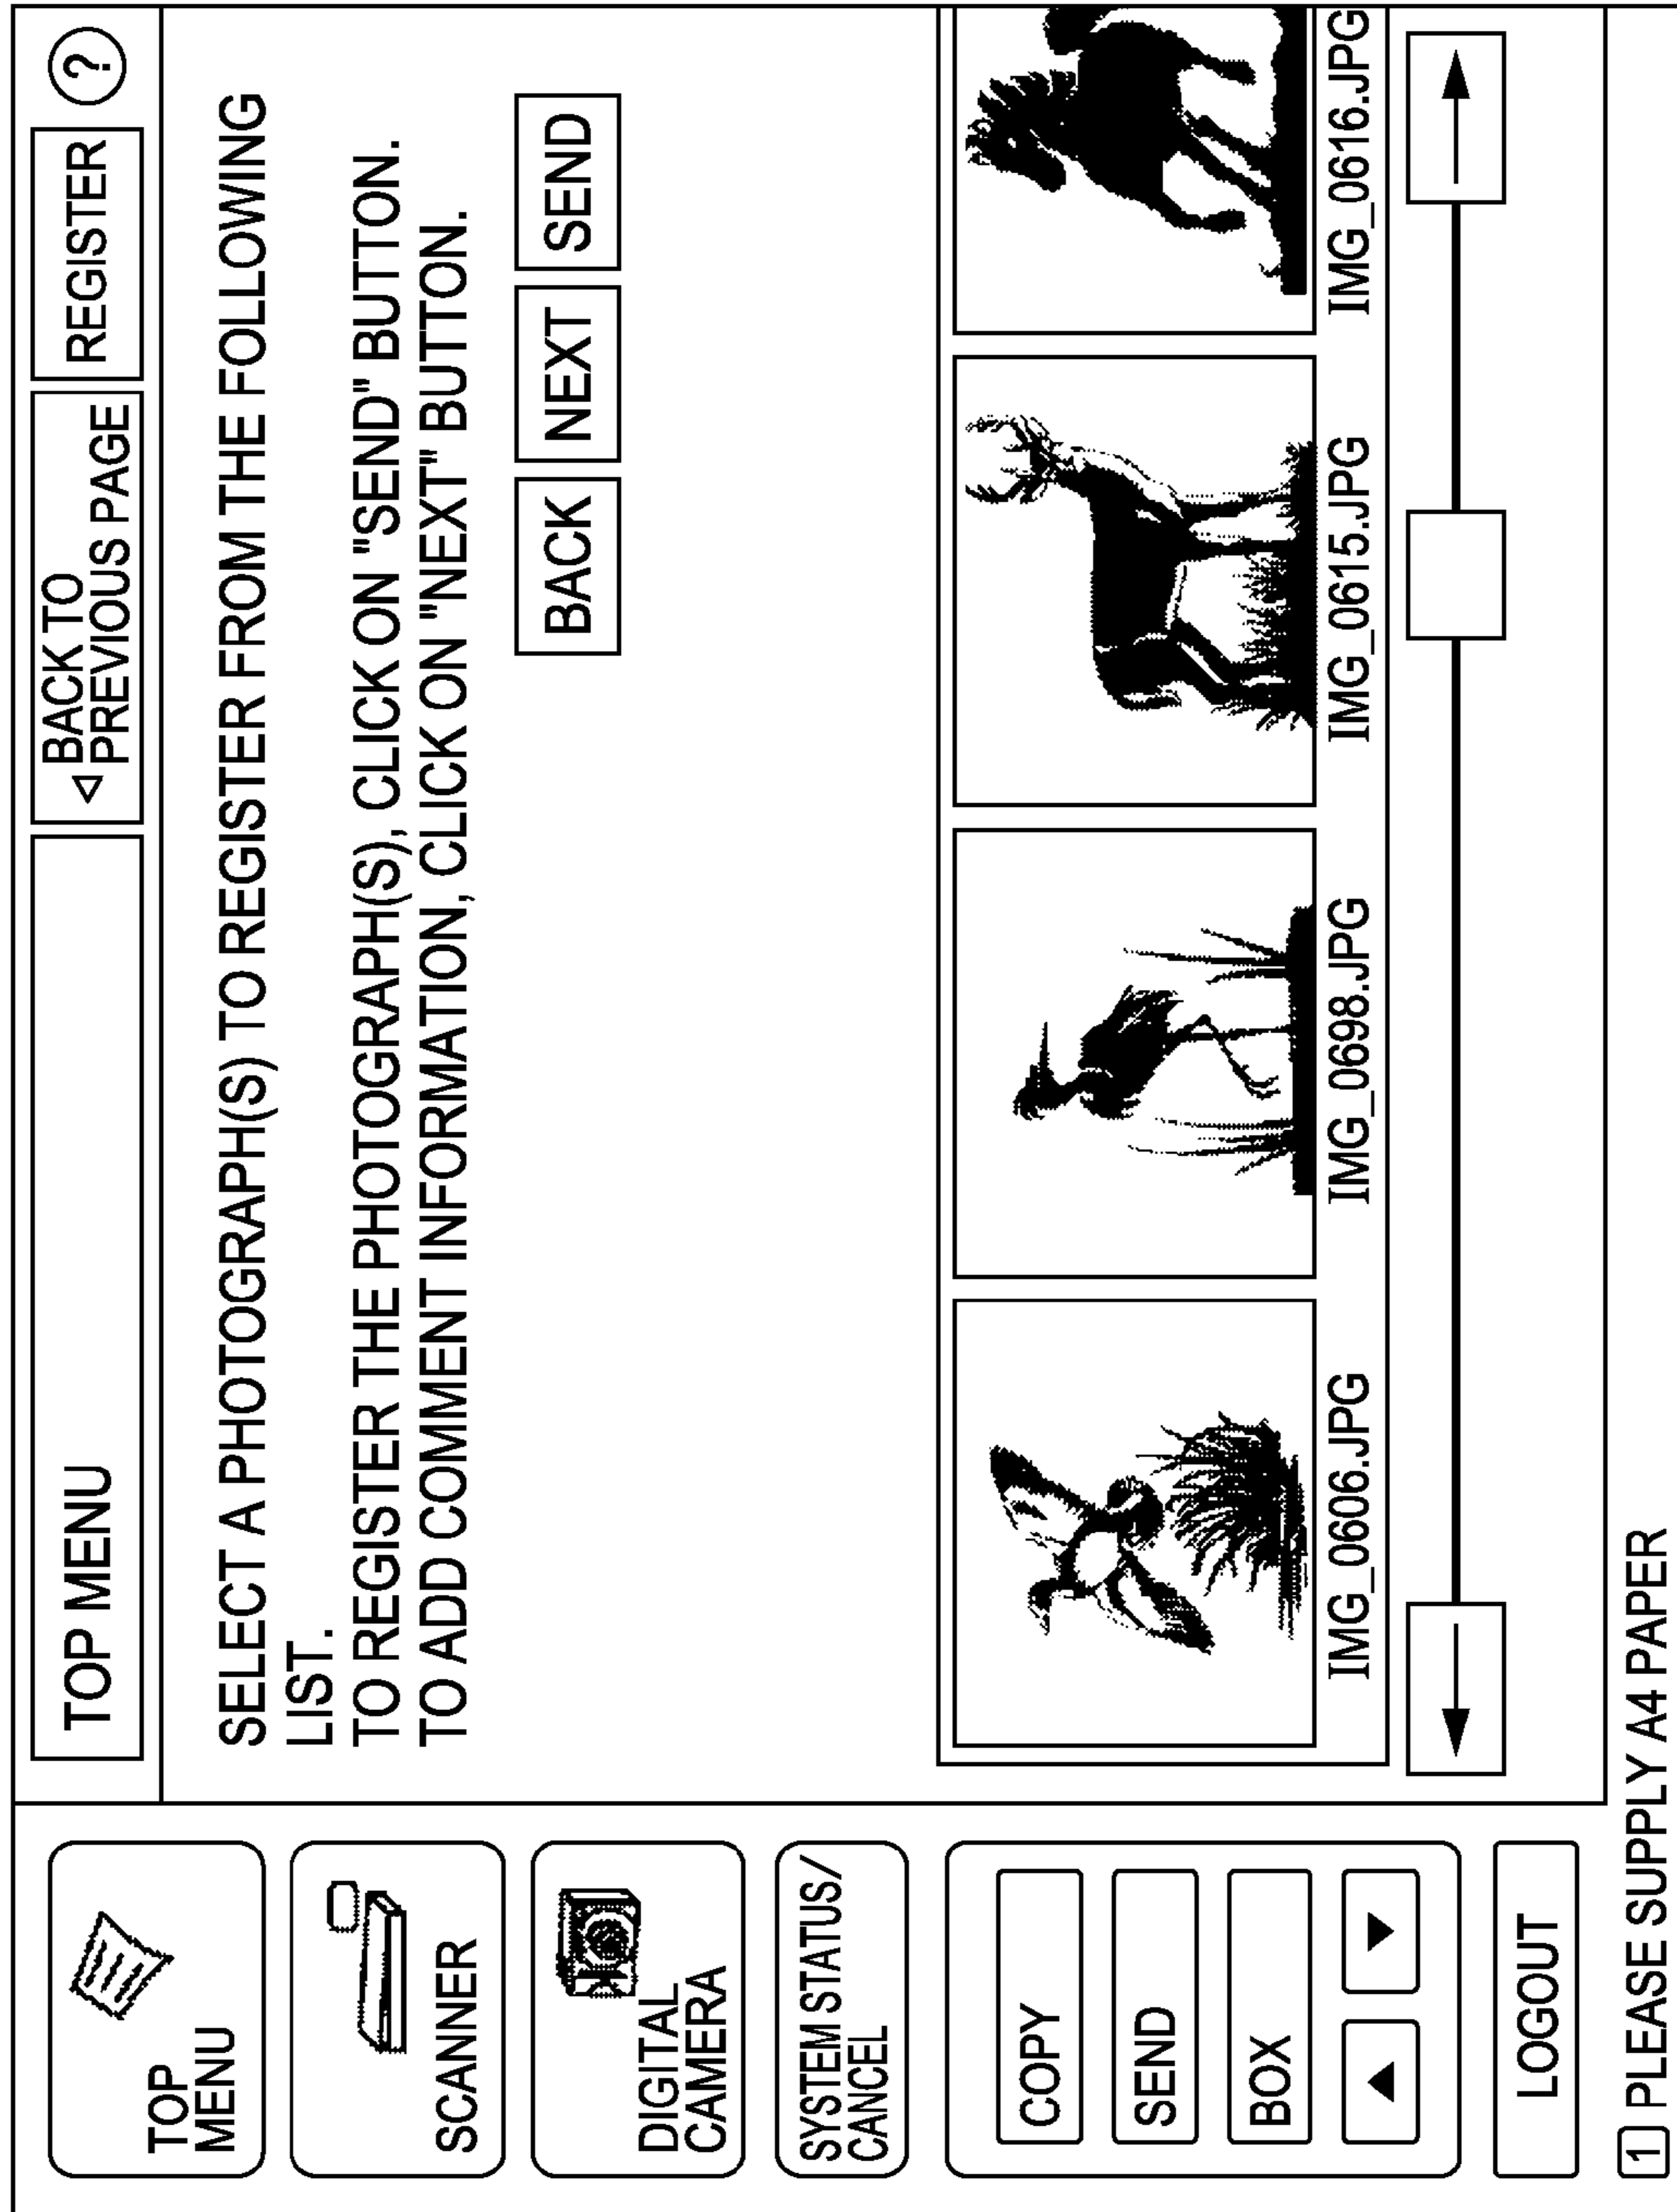 TOP
MENU
SCANNER
DIGITAL
CAMERA
SYSTEM STATUS/
CANCEL
COPY
SEND
BOX
▲
▼
LOGOUT
TOP MENU
◁ BACK TO
PREVIOUS PAGE
REGISTER
?
SELECT A PHOTOGRAPH(S) TO REGISTER FROM THE FOLLOWING
LIST.
TO REGISTER THE PHOTOGRAPH(S), CLICK ON "SEND" BUTTON.
TO ADD COMMENT INFORMATION, CLICK ON "NEXT" BUTTON.
BACK
NEXT
SEND
IMG_0606.JPG
IMG_0698.JPG
IMG_0615.JPG
IMG_0616.JPG
1 PLEASE SUPPLY A4 PAPER